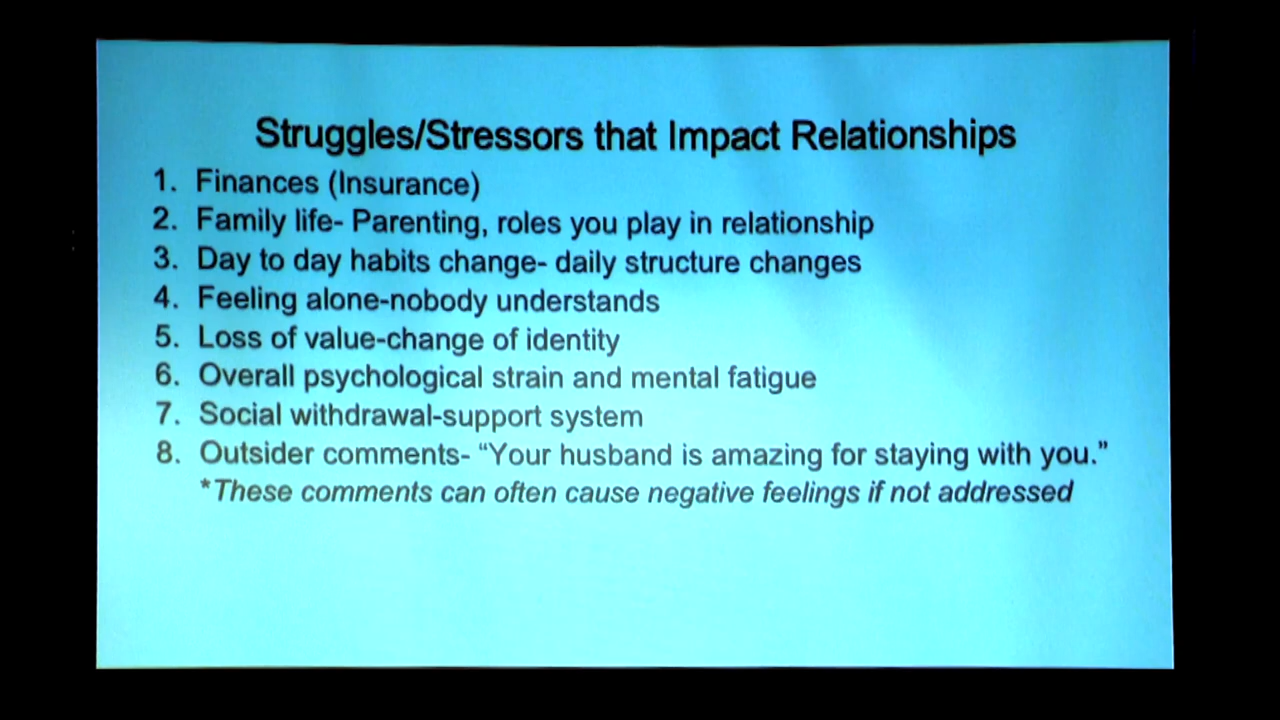 Struggles/Stressors that Impact Relationships
1. Finances (Insurance)
2. Family life- Parenting, roles you play in relationship
3. Day to day habits change- daily structure changes
4. Feeling alone-nobody understands
5. Loss of value-change of identity
6. Overall psychological strain and mental fatigue
7. Social withdrawal-support system
8. Outsider comments- “Your husband is amazing for staying with you.”
*These comments can often cause negative feelings if not addressed